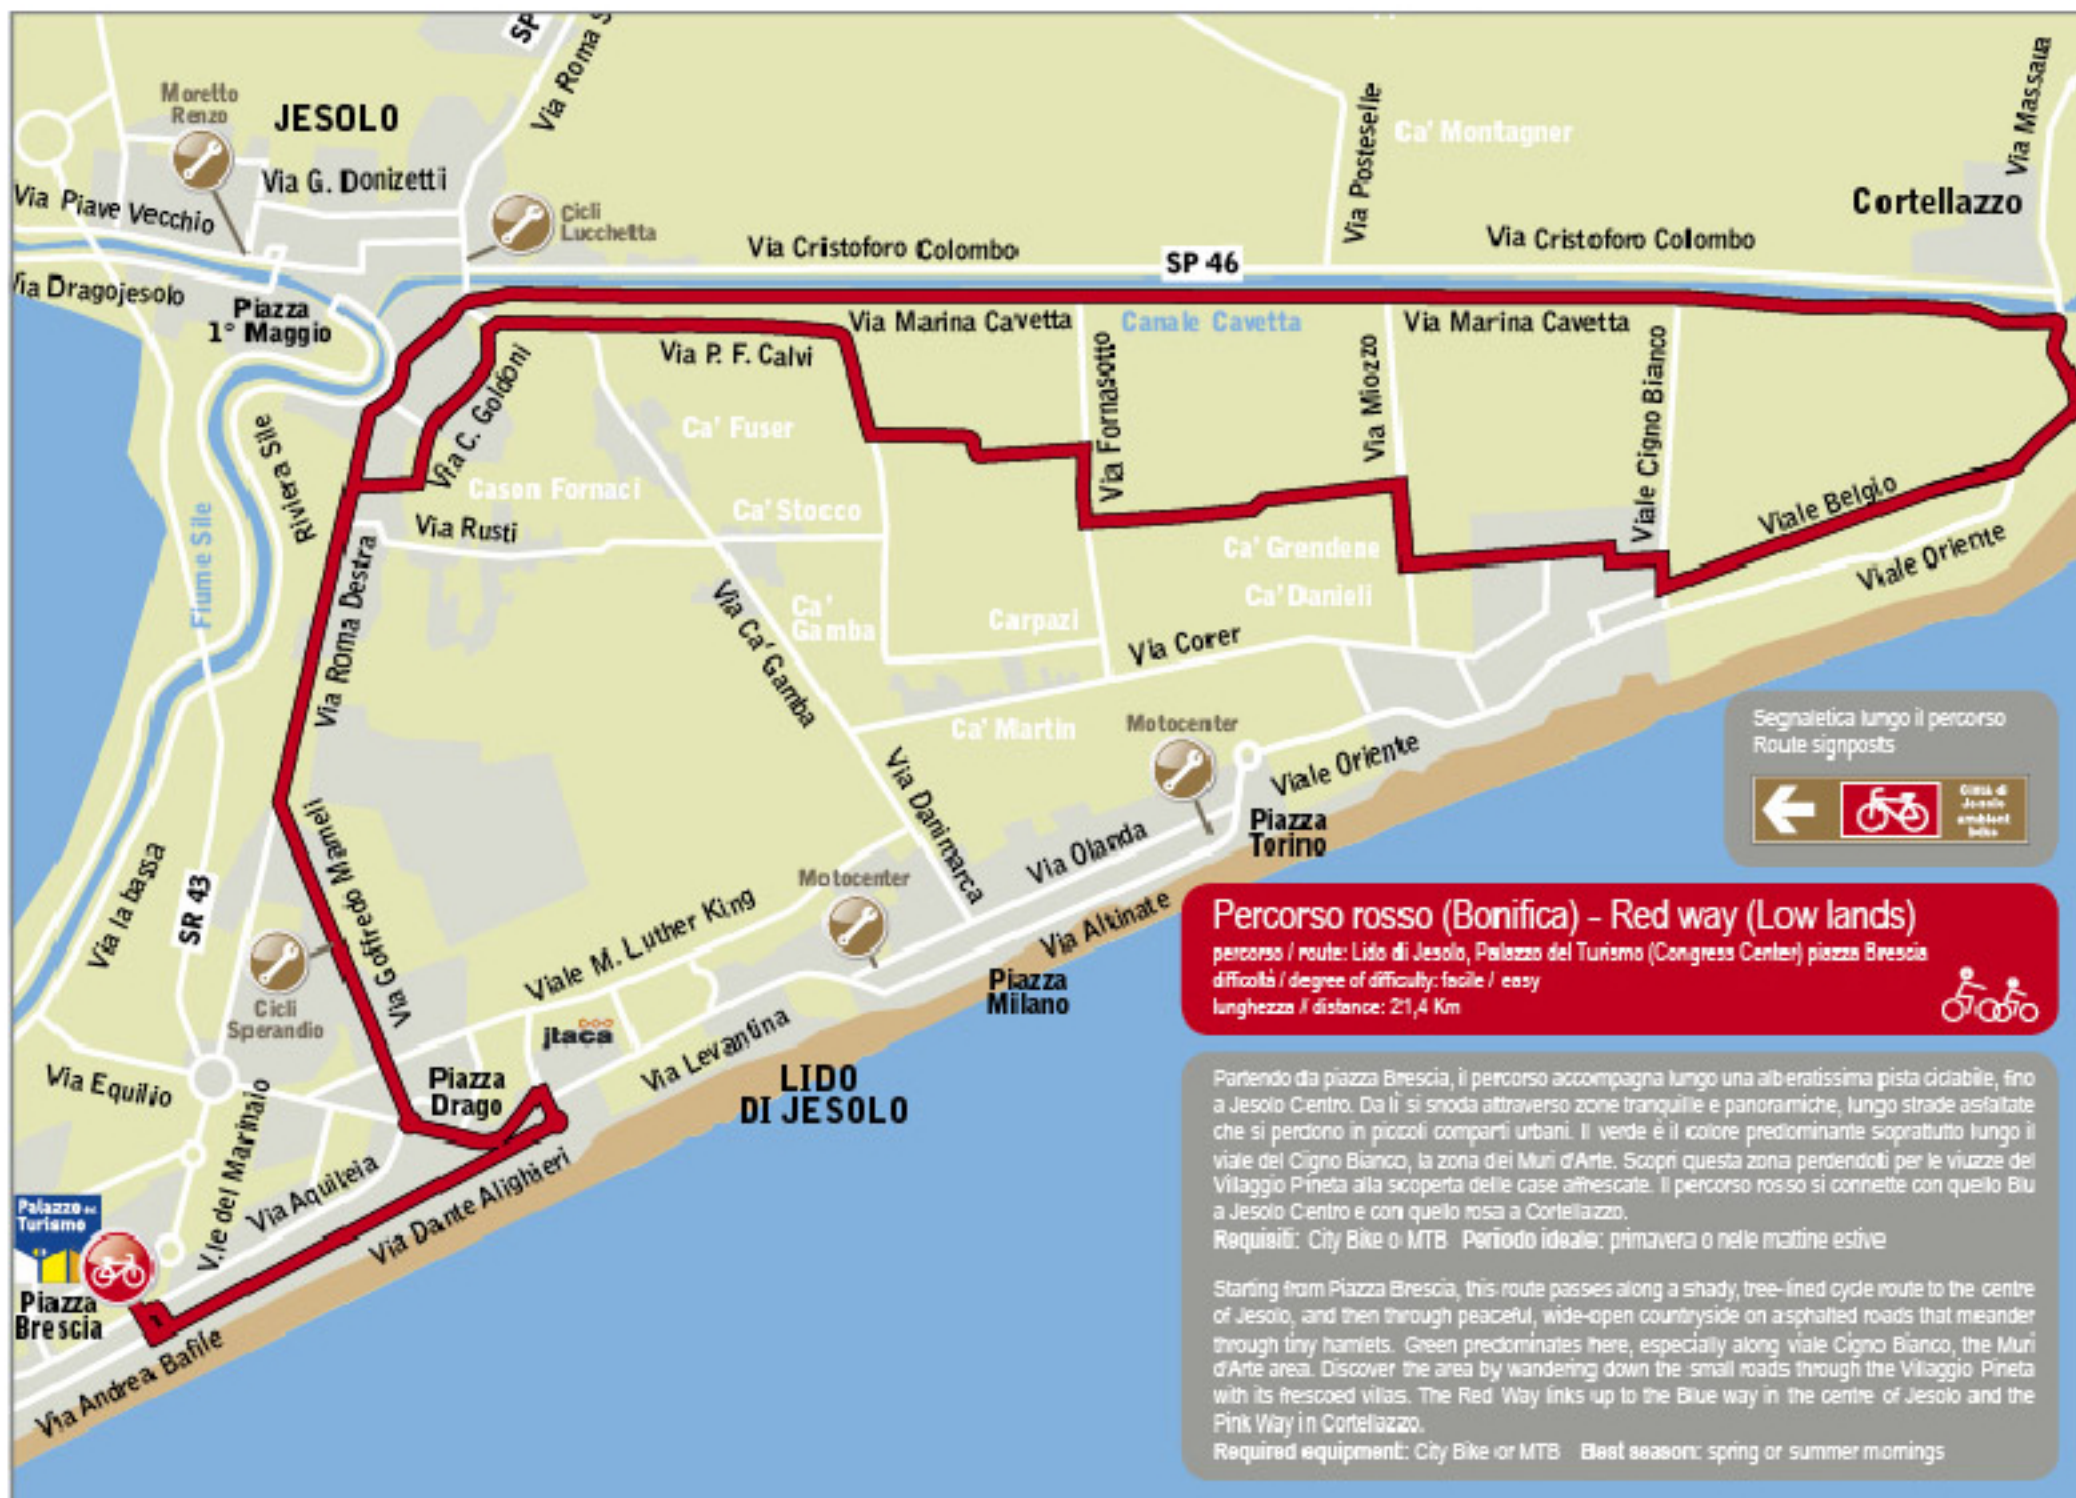 SP
Via Roma S
Moretto
Renzo
JESOLO
Via G. Donizetti
Via Piave Vecchio
Cicli
Lucchetta
Via Dragojesolo
Piazza
1° Maggio
Via Cristoforo Colombo
SP 46
Via Posteselle
Ca' Montagner
Via Cristoforo Colombo
Cortellazzo
Via Massaua
Via Marina Cavetta
Canale Cavetta
Via Marina Cavetta
Via P. F. Calvi
Via C. Goldoni
Via Fornasotto
Via Miozzo
Viale Cigno Bianco
Riviera Sile
Fiume Sile
Ca' Fuser
Cason Fornaci
Ca' Stocco
Via Rusti
Via Roma Destra
Ca' Grendene
Ca' Danieli
Viale Belgio
Viale Oriente
Ca'
Gamba
Carpazi
Via Corer
Via Ca' Gamba
Ca' Martin
Motocenter
Viale Oriente
Piazza
Torino
Via Danimarca
Via Olanda
Via Altinate
Motocenter
Piazza
Milano
Via la bassa
SR 43
Via Goffredo Mameli
Cicli
Sperandio
Viale M. Luther King
jtaca
Via Levantina
LIDO
DI JESOLO
Piazza
Drago
Via Equilio
V.le del Marinaio
Via Aquileia
Via Dante Alighieri
Palazzo del
Turismo
Piazza
Brescia
Via Andrea Bafile
Segnaletica lungo il percorso
Route signposts
Città di
Jesolo
ambient
bike
Percorso rosso (Bonifica) - Red way (Low lands)
percorso / route: Lido di Jesolo, Palazzo del Turismo (Congress Center) piazza Brescia
difficoltà / degree of difficulty: facile / easy
lunghezza / distance: 21,4 Km
Partendo da piazza Brescia, il percorso accompagna lungo una alberatissima pista ciclabile, fino
a Jesolo Centro. Da lì si snoda attraverso zone tranquille e panoramiche, lungo strade asfaltate
che si perdono in piccoli comparti urbani. Il verde è il colore predominante soprattutto lungo il
viale del Cigno Bianco, la zona dei Muri d'Arte. Scopri questa zona perdendoti per le viuzze del
Villaggio Pineta alla scoperta delle case affrescate. Il percorso rosso si connette con quello Blu
a Jesolo Centro e con quello rosa a Cortellazzo.
Requisiti: City Bike o MTB Periodo ideale: primavera o nelle mattine estive
Starting from Piazza Brescia, this route passes along a shady, tree-lined cycle route to the centre
of Jesolo, and then through peaceful, wide-open countryside on asphalted roads that meander
through tiny hamlets. Green predominates here, especially along viale Cigno Bianco, the Muri
d'Arte area. Discover the area by wandering down the small roads through the Villaggio Pineta
with its frescoed villas. The Red Way links up to the Blue way in the centre of Jesolo and the
Pink Way in Cortellazzo.
Required equipment: City Bike or MTB Best season: spring or summer mornings